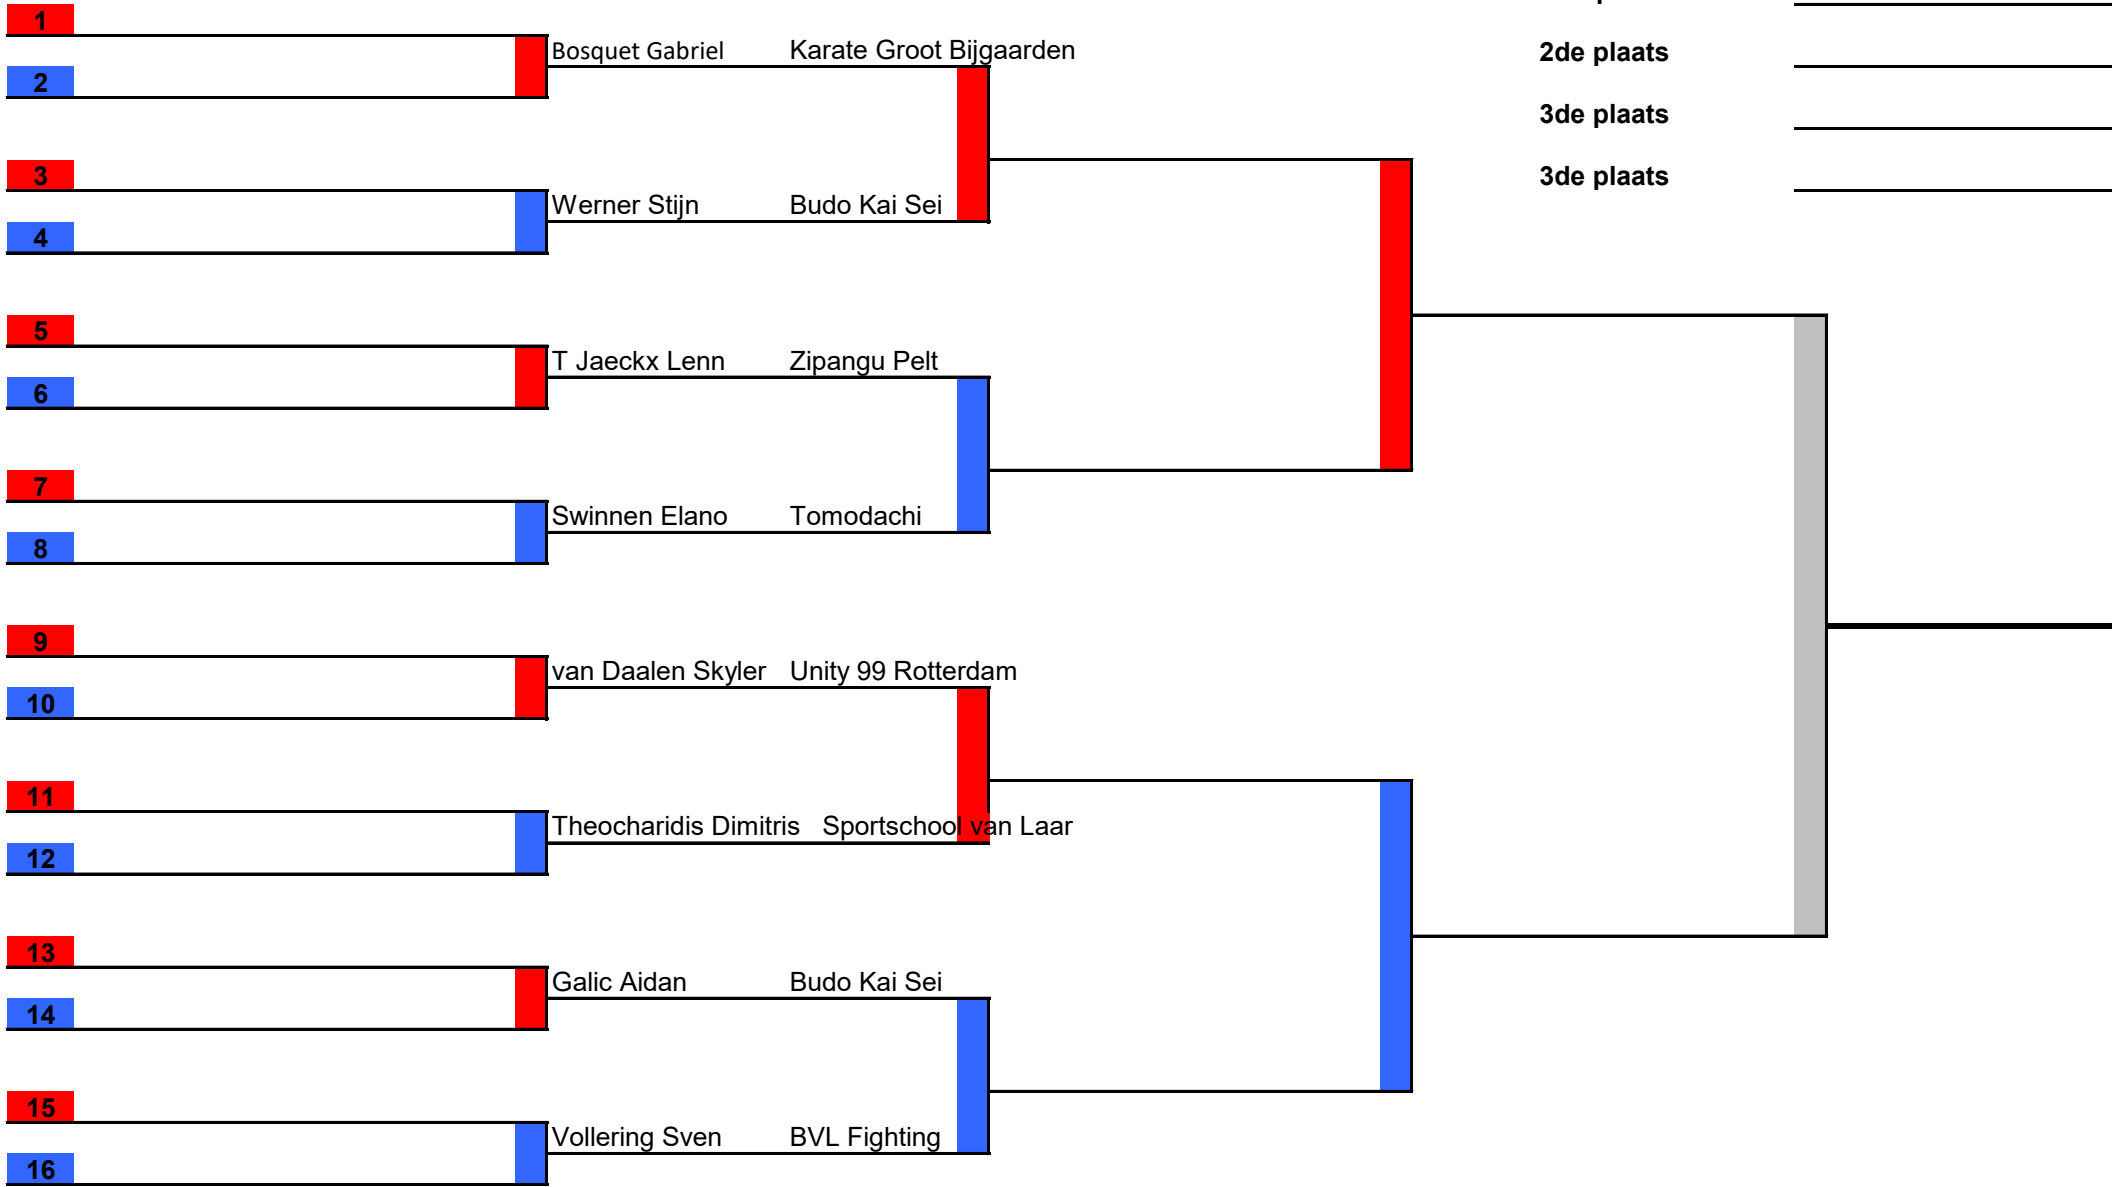 1
2de plaats
Bosquet Gabriel Karate Groot Bijgaarden
2
3de plaats
3
3de plaats
Werner Stijn Budo Kai Sei
4
5
T Jaeckx Lenn Zipangu Pelt
6
7
Swinnen Elano Tomodachi
8
9
van Daalen Skyler Unity 99 Rotterdam
10
11
Theocharidis Dimitris Sportschool van Laar
12
13
Galic Aidan Budo Kai Sei
14
15
Vollering Sven BVL Fighting
16